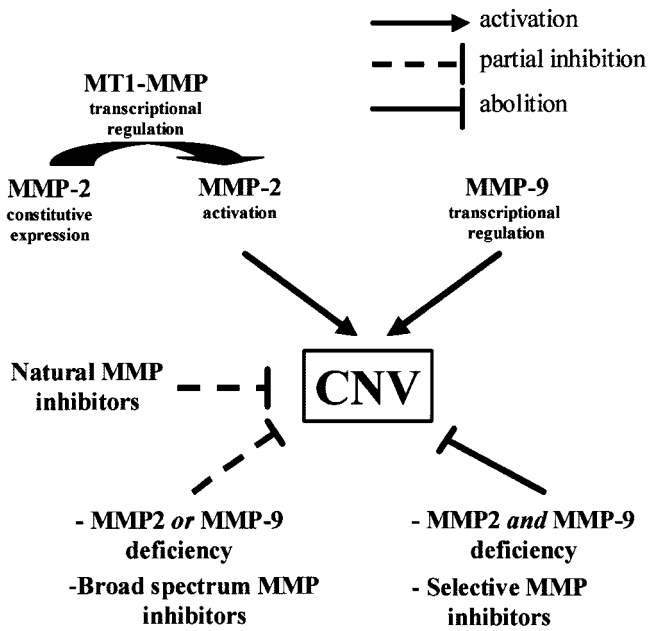 activation
partial inhibition
abolition
MT1-MMP
transcriptional
regulation
MMP-2
constitutive
expression
MMP-2
activation
MMP-9
transcriptional
regulation
Natural MMP
inhibitors
CNV
- MMP2 or MMP-9
deficiency
-Broad spectrum MMP
inhibitors
- MMP2 and MMP-9
deficiency
- Selective MMP
inhibitors